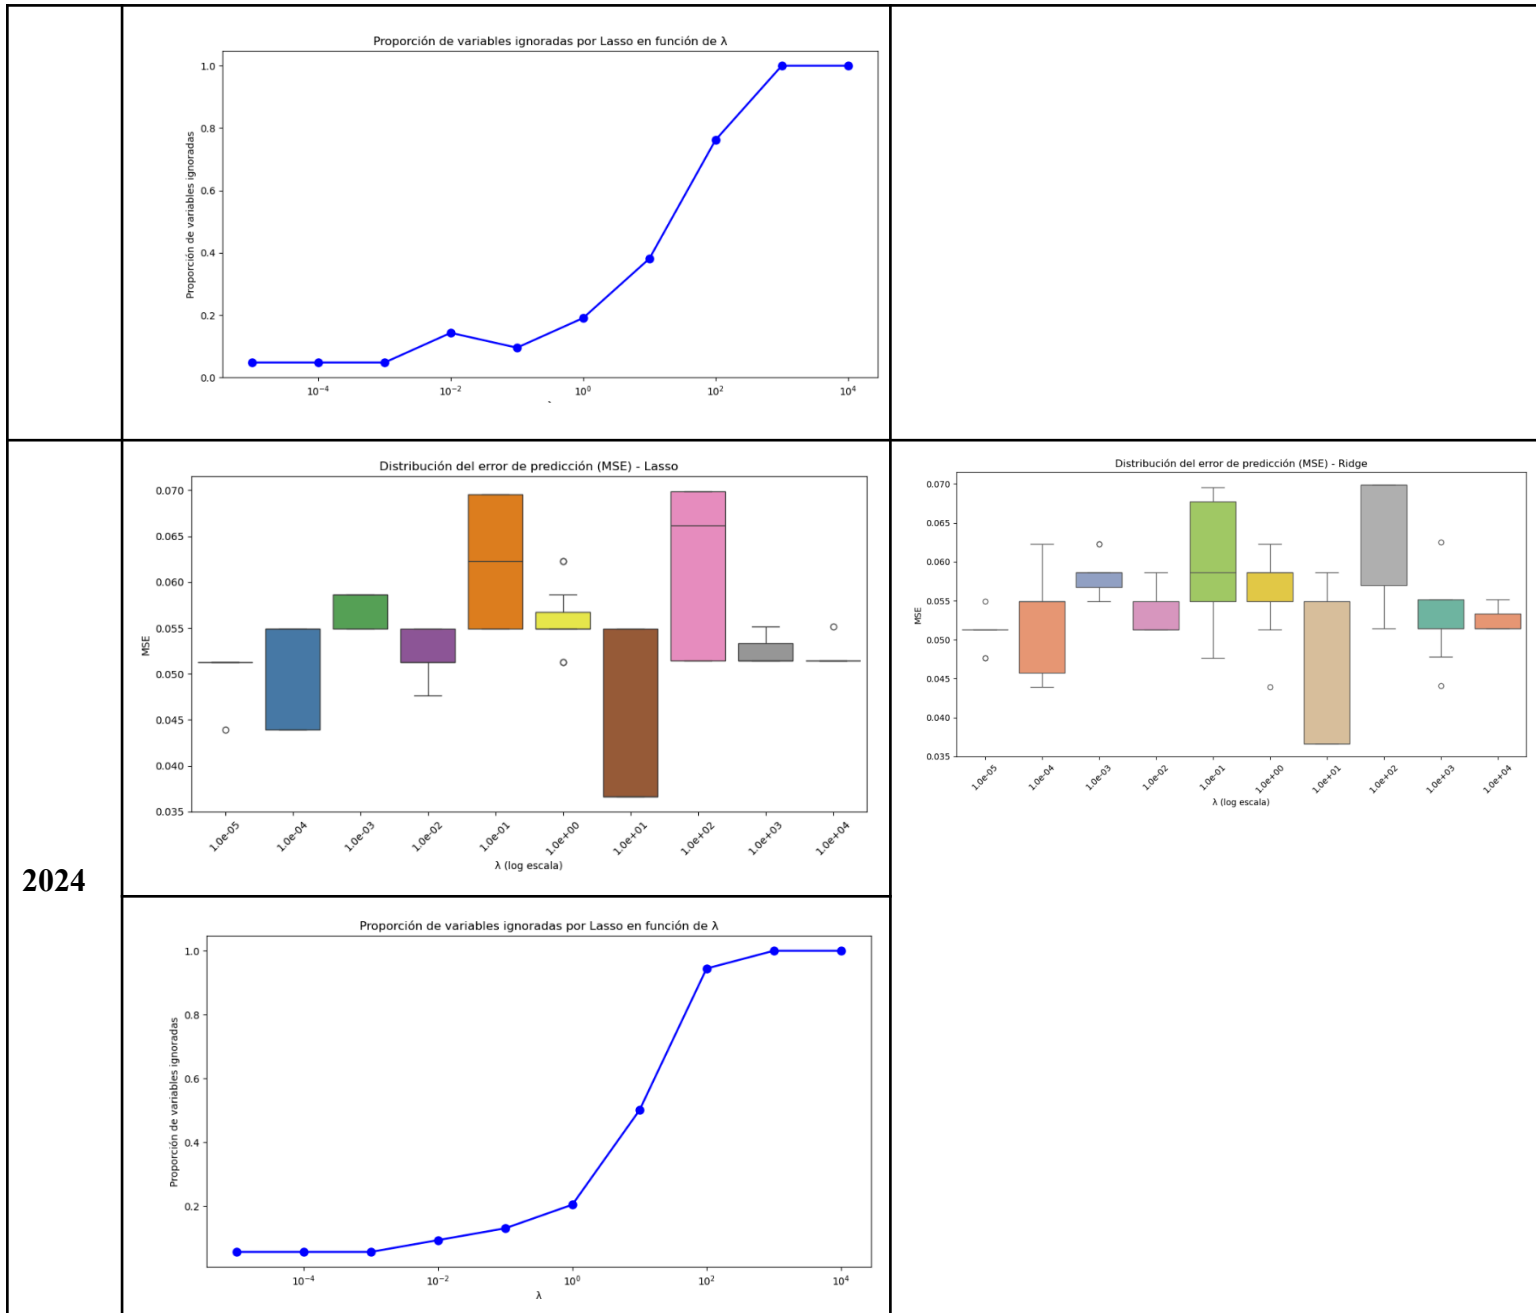 Proporción de variables ignoradas por Lasso en función de λ
Proporción de variables ignoradas
1.0
0.8
0.6
0.4
0.2
0.0
10⁻⁴
10⁻²
10⁰
10²
10⁴
2024
Distribución del error de predicción (MSE) - Lasso
MSE
0.070
0.065
0.060
0.055
0.050
0.045
0.040
0.035
1.0e-05
1.0e-04
1.0e-03
1.0e-02
1.0e-01
1.0e+00
1.0e+01
1.0e+02
1.0e+03
1.0e+04
λ (log escala)
Distribución del error de predicción (MSE) - Ridge
MSE
0.070
0.065
0.060
0.055
0.050
0.045
0.040
0.035
1.0e-05
1.0e-04
1.0e-03
1.0e-02
1.0e-01
1.0e+00
1.0e+01
1.0e+02
1.0e+03
1.0e+04
λ (log escala)
Proporción de variables ignoradas por Lasso en función de λ
Proporción de variables ignoradas
1.0
0.8
0.6
0.4
0.2
10⁻⁴
10⁻²
10⁰
10²
10⁴
λ